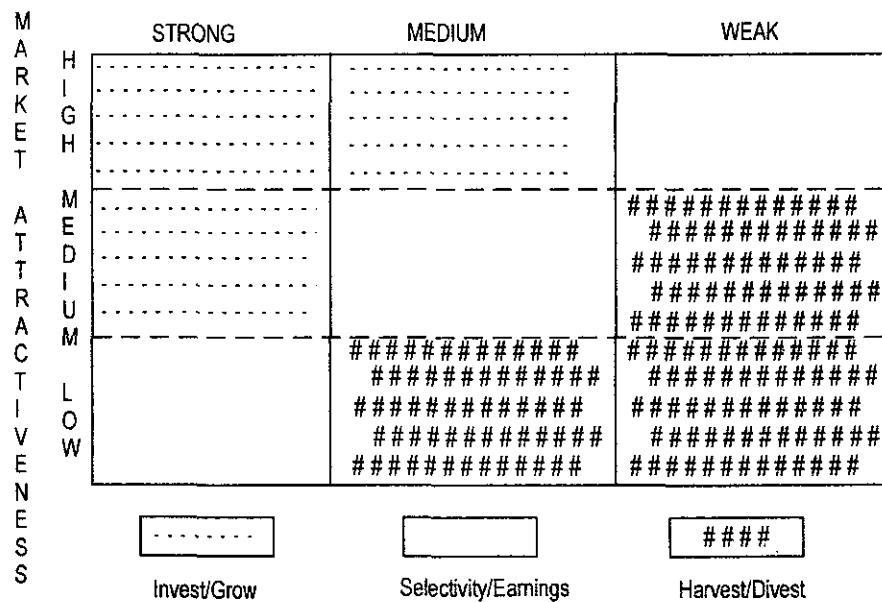 STRONG MEDIUM WEAK
MARKET ATTRACTIVENESS
HIGH
MEDIUM
LOW
#############
#############
#############
#############
#############
############# #############
############# #############
############# #############
############# #############
############# #############
####
Invest/Grow Selectivity/Earnings Harvest/Divest